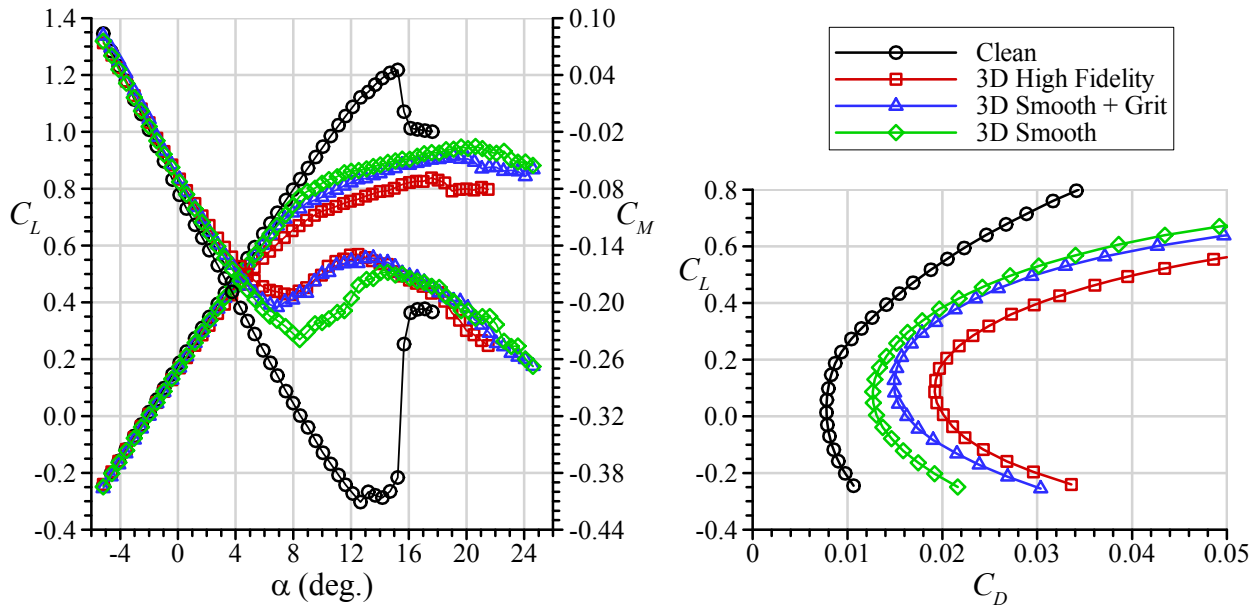 1.4
1.2
1.0
0.8
0.6
0.4
0.2
0.0
-0.2
-0.4
C_L
-4 0 4 8 12 16 20 24
α (deg.)
0.10
0.04
-0.02
-0.08
-0.14
-0.20
-0.26
-0.32
-0.38
-0.44
C_M
Clean
3D High Fidelity
3D Smooth + Grit
3D Smooth
0.8
0.6
0.4
0.2
0.0
-0.2
-0.4
C_L
0 0.01 0.02 0.03 0.04 0.05
C_D